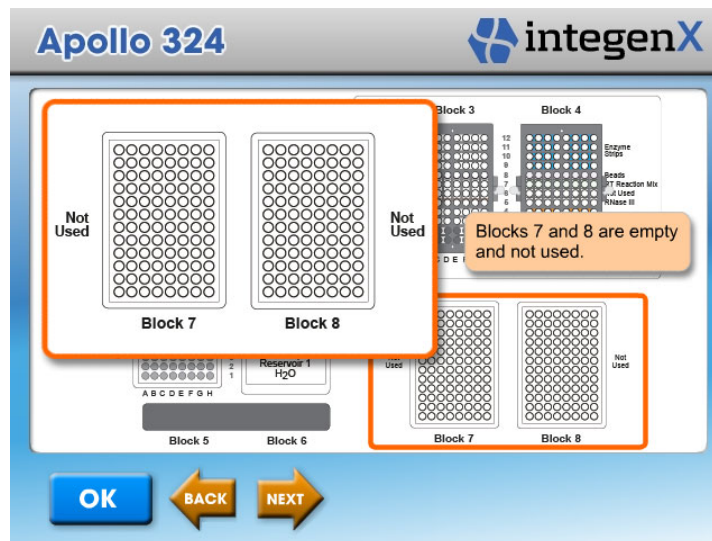 Apollo 324
integenX
Block 3
Block 4
12
11
10
9
8
7
6
5
Enzyme
Strips
Beads
RT Reaction Mix
Not Used
RNase III
Not
Used
Not
Used
Block 7
Block 8
Blocks 7 and 8 are empty
and not used.
2
1
A B C D E F G H
Reservoir 1
H2O
Block 5
Block 6
Used
Not
Used
Block 7
Block 8
OK
BACK
NEXT